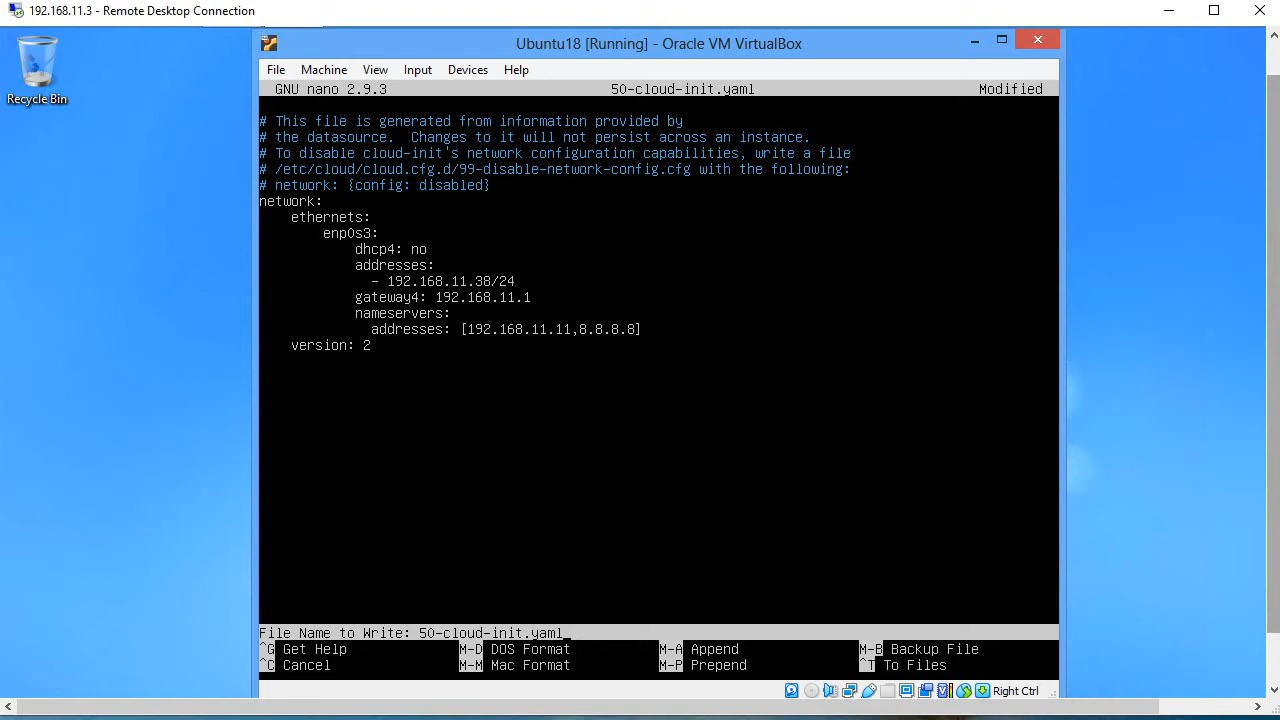 192.168.11.3 - Remote Desktop Connection
Recycle Bin
Ubuntu18 [Running] - Oracle VM VirtualBox
File Machine View Input Devices Help
GNU nano 2.9.3 50-cloud-init.yaml Modified
# This file is generated from information provided by
# the datasource.  Changes to it will not persist across an instance.
# To disable cloud-init's network configuration capabilities, write a file
# /etc/cloud/cloud.cfg.d/99-disable-network-config.cfg with the following:
# network: {config: disabled}
network:
    ethernets:
        enp0s3:
            dhcp4: no
            addresses:
              - 192.168.11.38/24
            gateway4: 192.168.11.1
            nameservers:
              addresses: [192.168.11.11,8.8.8.8]
    version: 2
File Name to Write: 50-cloud-init.yaml
^G Get Help M-D DOS Format M-A Append M-B Backup File
^C Cancel M-M Mac Format M-P Prepend ^T To Files
Right Ctrl